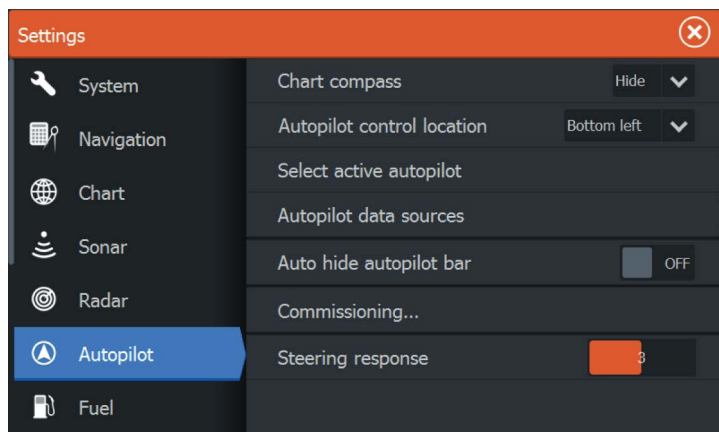 Settings
System
Navigation
Chart
Sonar
Radar
Autopilot
Fuel
Chart compass Hide
Autopilot control location Bottom left
Select active autopilot
Autopilot data sources
Auto hide autopilot bar OFF
Commissioning...
Steering response 3